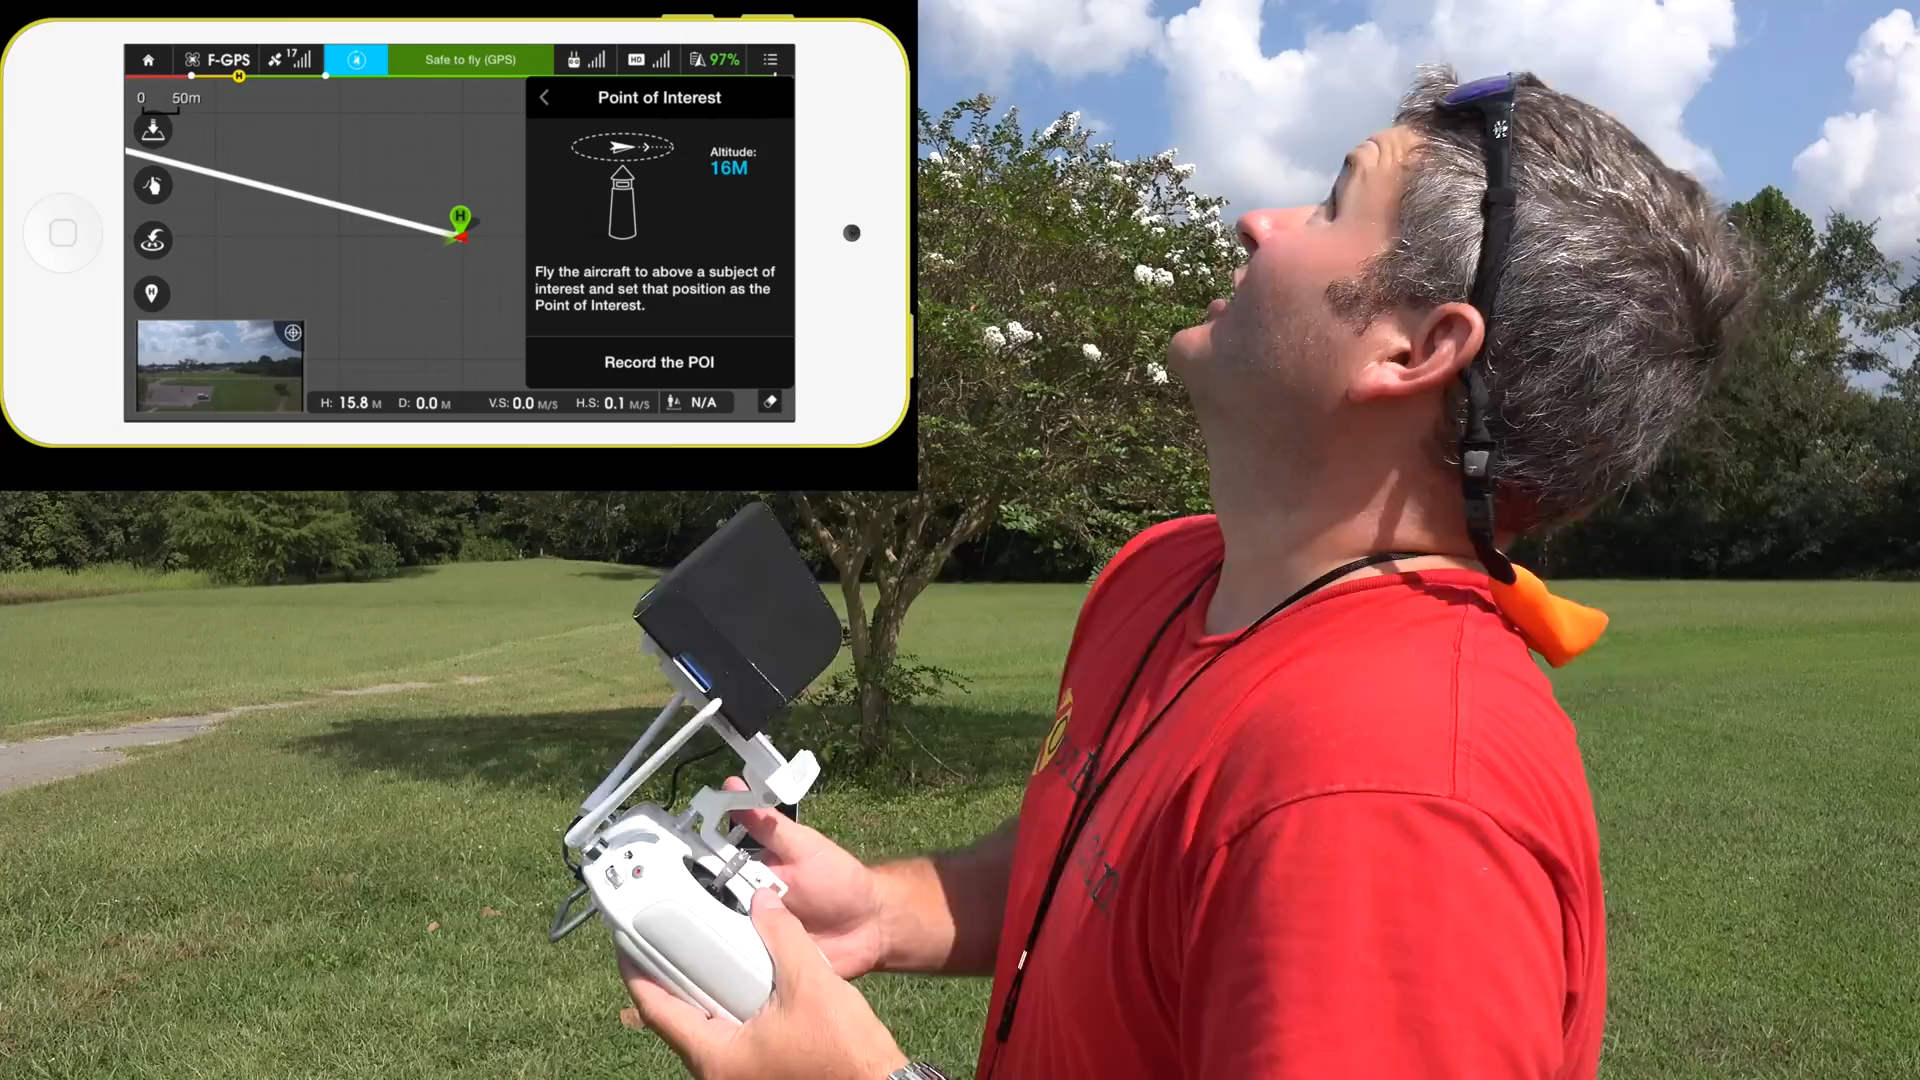 F-GPS
17
Safe to fly (GPS)
HD
97%
H
0 50m
Point of Interest
Altitude:
16M
H
Fly the aircraft to above a subject of
interest and set that position as the
Point of Interest.
H
Record the POI
H: 15.8 M D: 0.0 M V.S: 0.0 M/S H.S: 0.1 M/S N/A